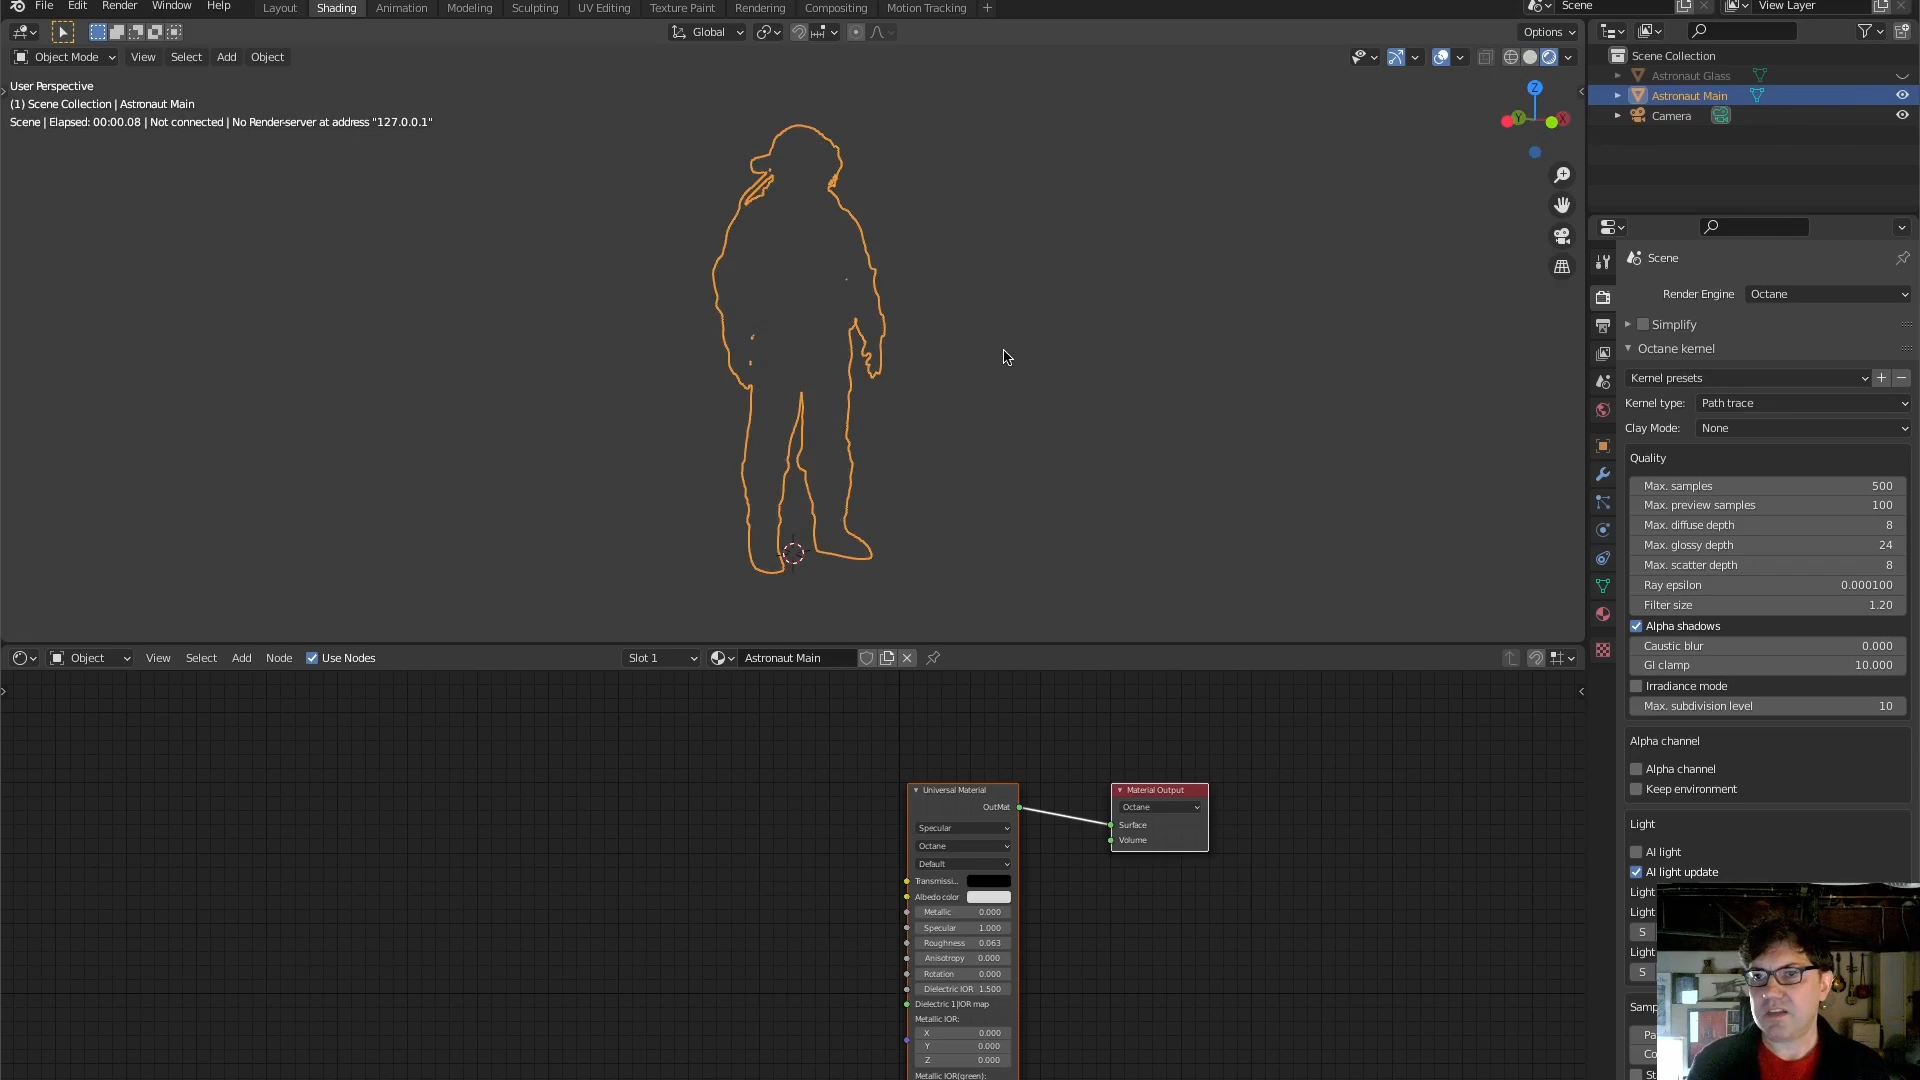 File Edit Render Window Help Layout Shading Animation Modeling Sculpting UV Editing Texture Paint Rendering Compositing Motion Tracking + Scene View Layer
Global Options
Object Mode View Select Add Object
User Perspective
(1) Scene Collection | Astronaut Main
Scene | Elapsed: 00:00.08 | Not connected | No Render-server at address "127.0.0.1"
Z
Y X
Scene Collection
Astronaut Glass
Astronaut Main
Camera
Scene
Render Engine Octane
Simplify
Octane kernel
Kernel presets + −
Kernel type: Path trace
Clay Mode: None
Quality
Max. samples 500
Max. preview samples 100
Max. diffuse depth 8
Max. glossy depth 24
Max. scatter depth 8
Ray epsilon 0.000100
Filter size 1.20
Alpha shadows
Caustic blur 0.000
GI clamp 10.000
Irradiance mode
Max. subdivision level 10
Alpha channel
Alpha channel
Keep environment
Light
AI light
AI light update
Light
Light
S
Light
S
Samp
Pa
Co
St
Object View Select Add Node Use Nodes Slot 1 Astronaut Main
Universal Material
OutMat
Specular
Octane
Default
Transmissi...
Albedo color
Metallic 0.000
Specular 1.000
Roughness 0.063
Anisotropy 0.000
Rotation 0.000
Dielectric IOR 1.500
Dielectric 1|IOR map
Metallic IOR:
X 0.000
Y 0.000
Z 0.000
Metallic IOR(green):
Material Output
Octane
Surface
Volume